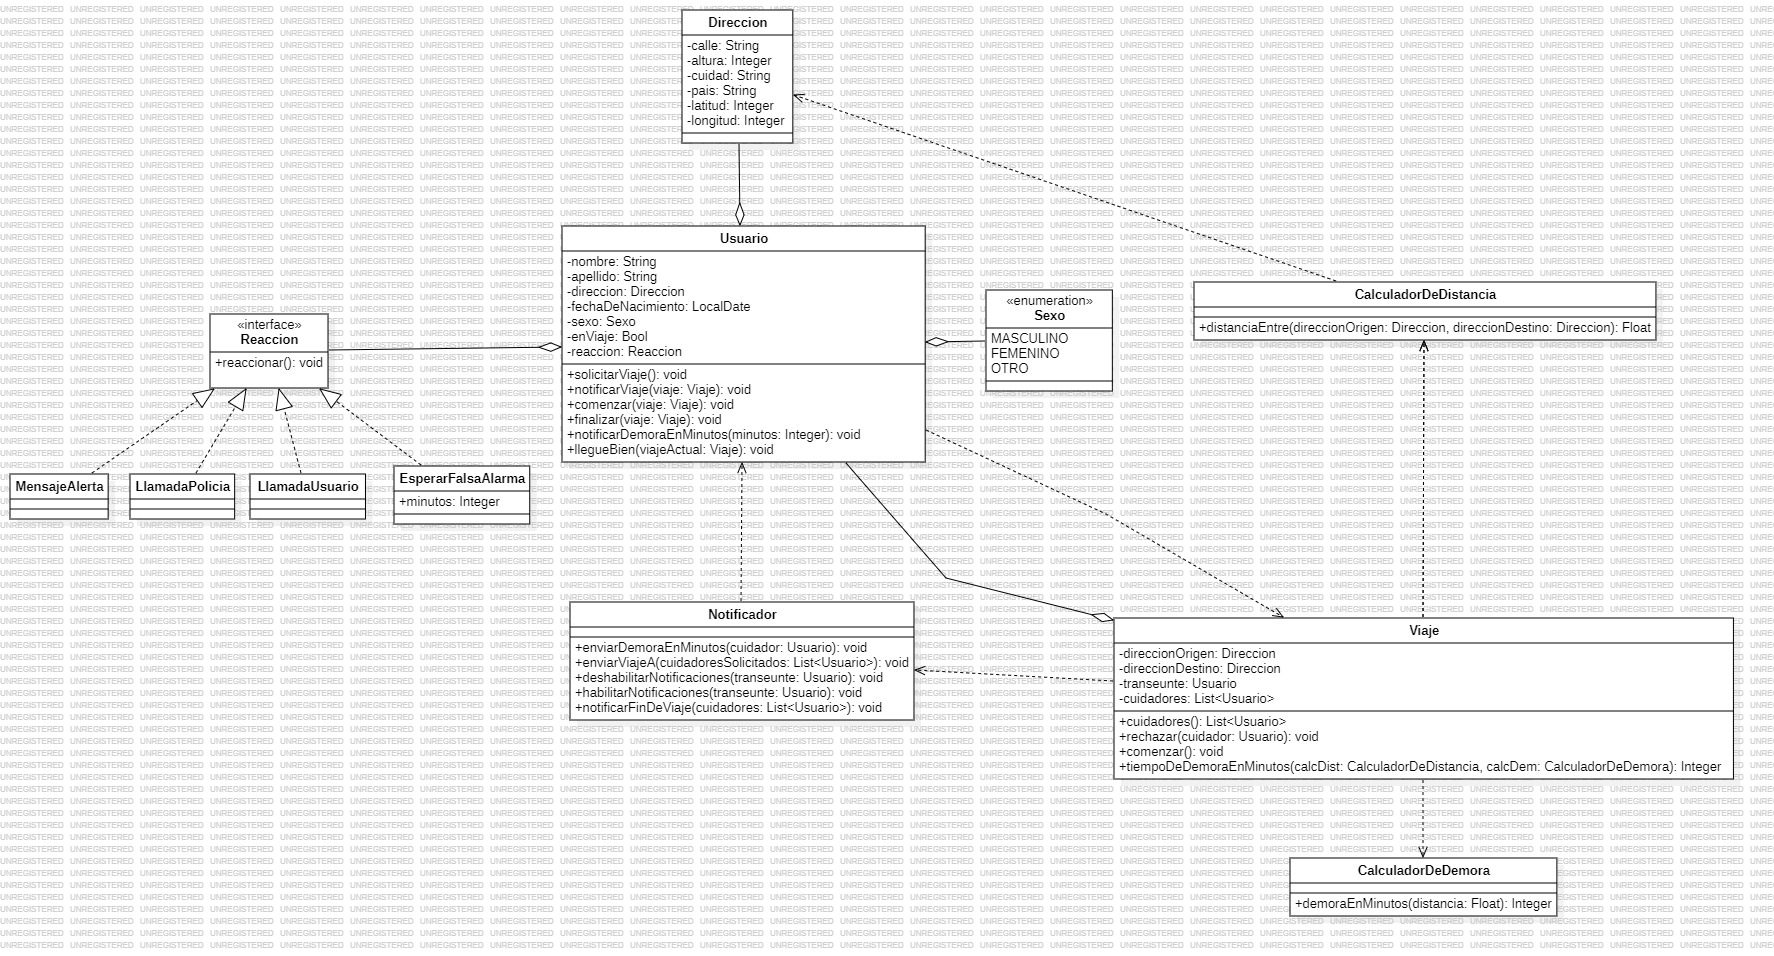 Direccion
-calle: String
-altura: Integer
-cuidad: String
-pais: String
-latitud: Integer
-longitud: Integer
Usuario
-nombre: String
-apellido: String
-direccion: Direccion
-fechaDeNacimiento: LocalDate
-sexo: Sexo
-enViaje: Bool
-reaccion: Reaccion
+solicitarViaje(): void
+notificarViaje(viaje: Viaje): void
+comenzar(viaje: Viaje): void
+finalizar(viaje: Viaje): void
+notificarDemoraEnMinutos(minutos: Integer): void
+llegueBien(viajeActual: Viaje): void
«enumeration»
Sexo
MASCULINO
FEMENINO
OTRO
CalculadorDeDistancia
+distanciaEntre(direccionOrigen: Direccion, direccionDestino: Direccion): Float
«interface»
Reaccion
+reaccionar(): void
MensajeAlerta
LlamadaPolicia
LlamadaUsuario
EsperarFalsaAlarma
+minutos: Integer
Notificador
+enviarDemoraEnMinutos(cuidador: Usuario): void
+enviarViajeA(cuidadoresSolicitados: List<Usuario>): void
+deshabilitarNotificaciones(transeunte: Usuario): void
+habilitarNotificaciones(transeunte: Usuario): void
+notificarFinDeViaje(cuidadores: List<Usuario>): void
Viaje
-direccionOrigen: Direccion
-direccionDestino: Direccion
-transeunte: Usuario
-cuidadores: List<Usuario>
+cuidadores(): List<Usuario>
+rechazar(cuidador: Usuario): void
+comenzar(): void
+tiempoDeDemoraEnMinutos(calcDist: CalculadorDeDistancia, calcDem: CalculadorDeDemora): Integer
CalculadorDeDemora
+demoraEnMinutos(distancia: Float): Integer
UNREGISTERED